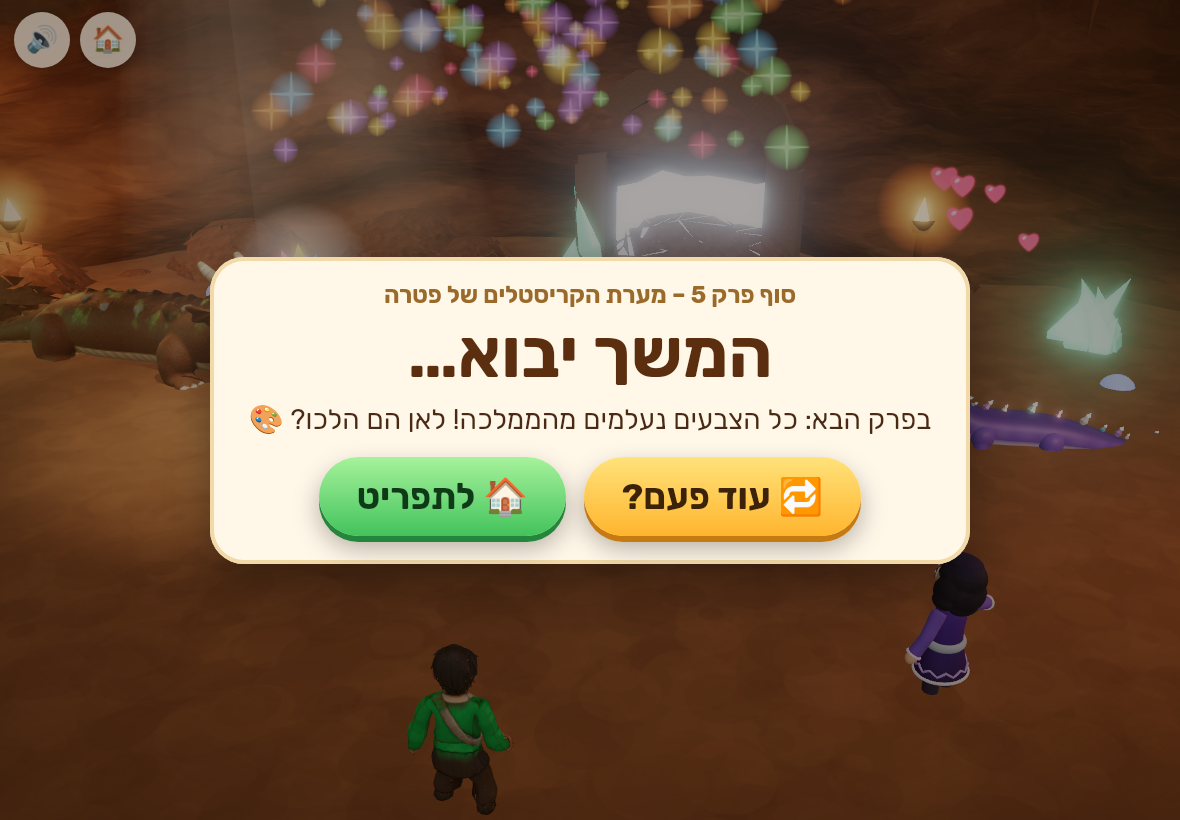 סוף פרק 5 – מערת הקריסטלים של פטרה
המשך יבוא...
בפרק הבא: כל הצבעים נעלמים מהממלכה! לאן הם הלכו? 🎨
🔁 עוד פעם?
🏠 לתפריט